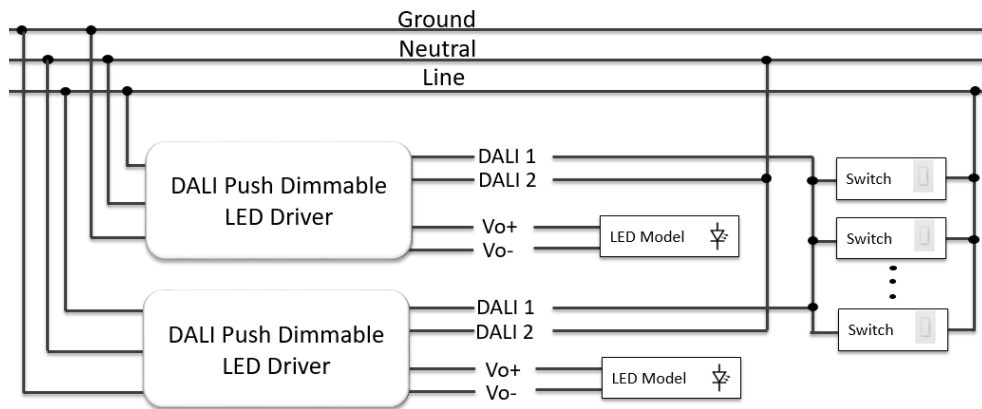 Ground
Neutral
Line
DALI Push Dimmable
LED Driver
DALI 1
DALI 2
Vo+
Vo-
LED Model
Switch
Switch
Switch
DALI Push Dimmable
LED Driver
DALI 1
DALI 2
Vo+
Vo-
LED Model